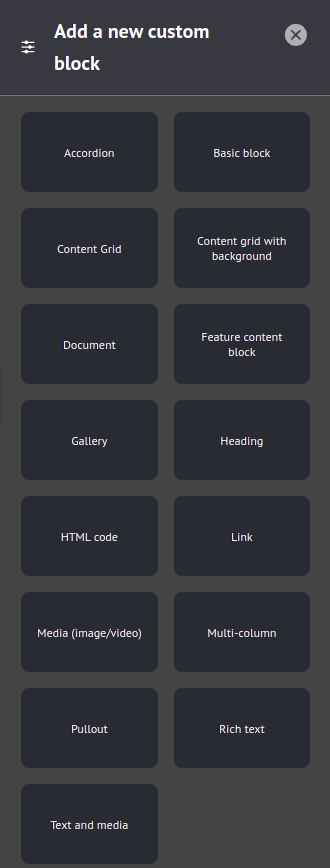 Add a new custom
block
Accordion
Basic block
Content Grid
Content grid with
background
Document
Feature content
block
Gallery
Heading
HTML code
Link
Media (image/video)
Multi-column
Pullout
Rich text
Text and media